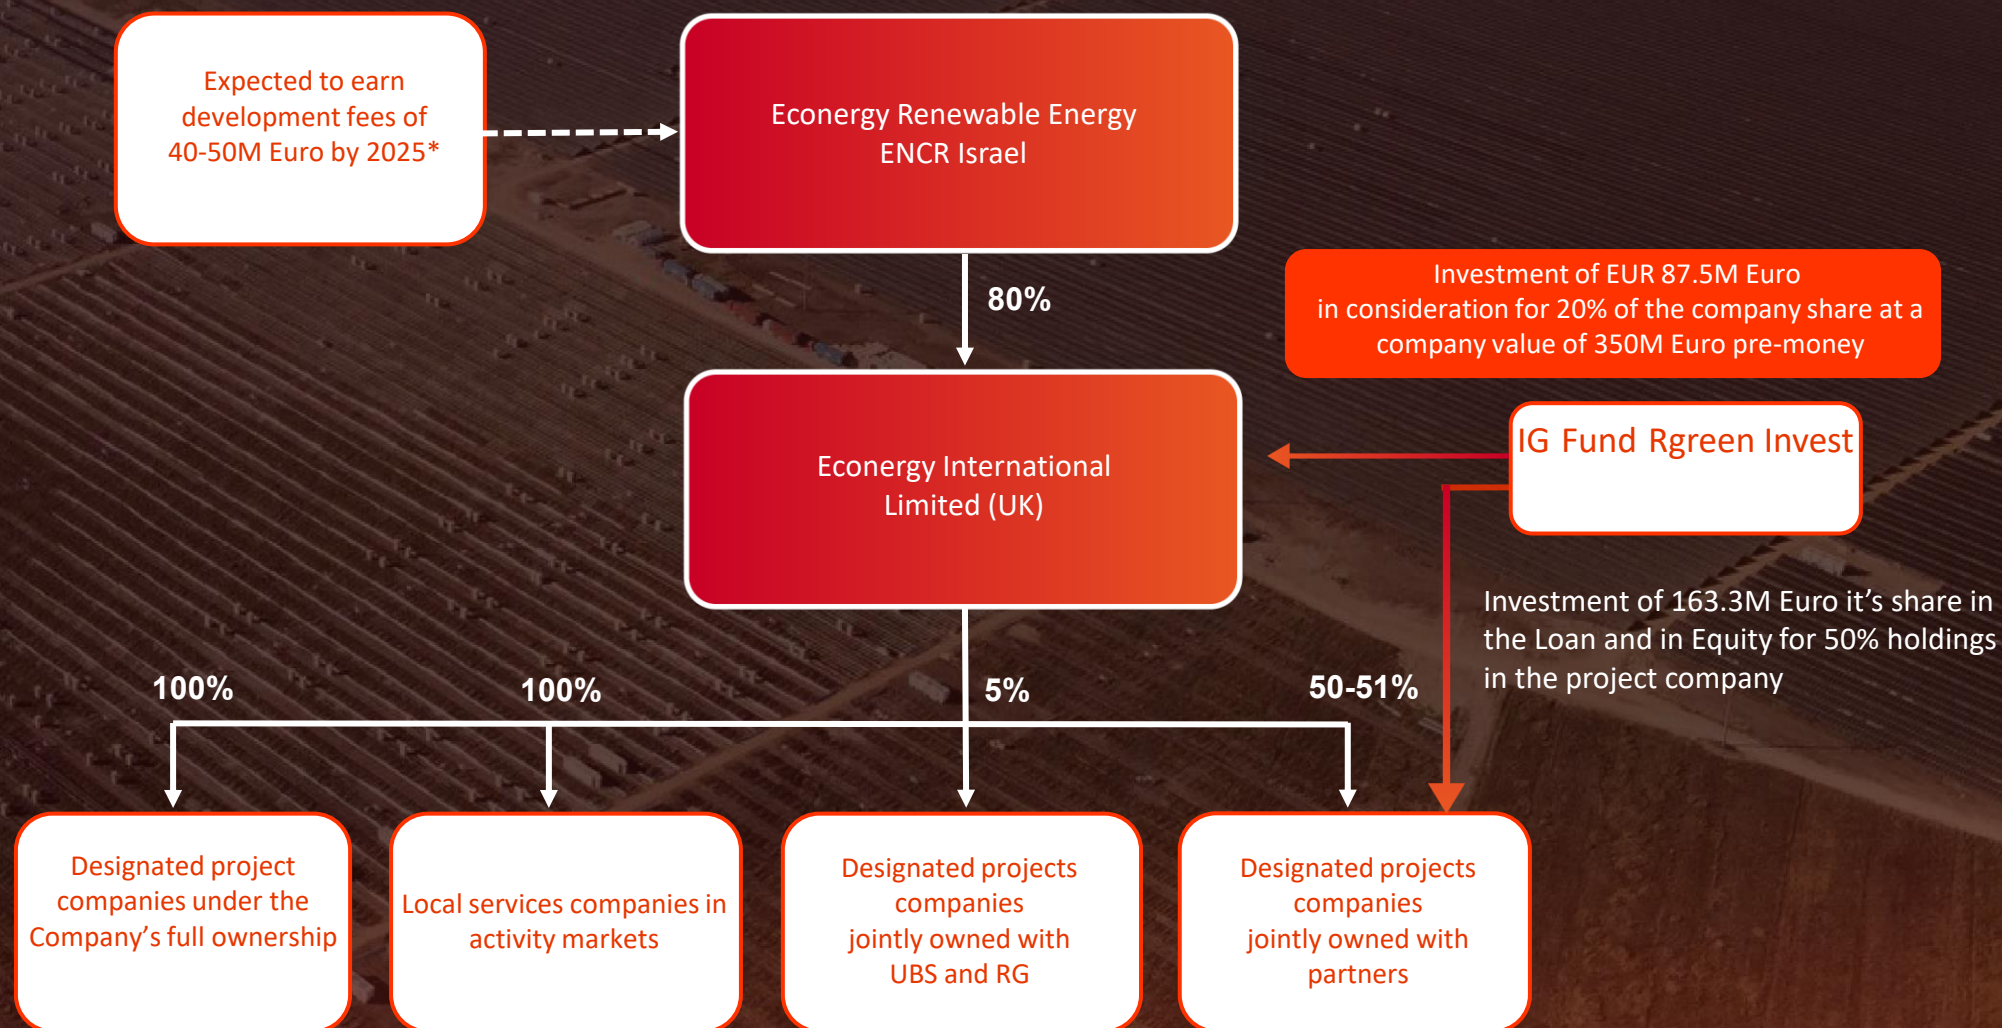 Expected to earn
development fees of
40-50M Euro by 2025*
Econergy Renewable Energy
ENCR Israel
80%
Investment of EUR 87.5M Euro
in consideration for 20% of the company share at a
company value of 350M Euro pre-money
Econergy International
Limited (UK)
IG Fund Rgreen Invest
Investment of 163.3M Euro it’s share in
the Loan and in Equity for 50% holdings
in the project company
100%
100%
5%
50-51%
Designated project
companies under the
Company’s full ownership
Local services companies in
activity markets
Designated projects
companies
jointly owned with
UBS and RG
Designated projects
companies
jointly owned with
partners